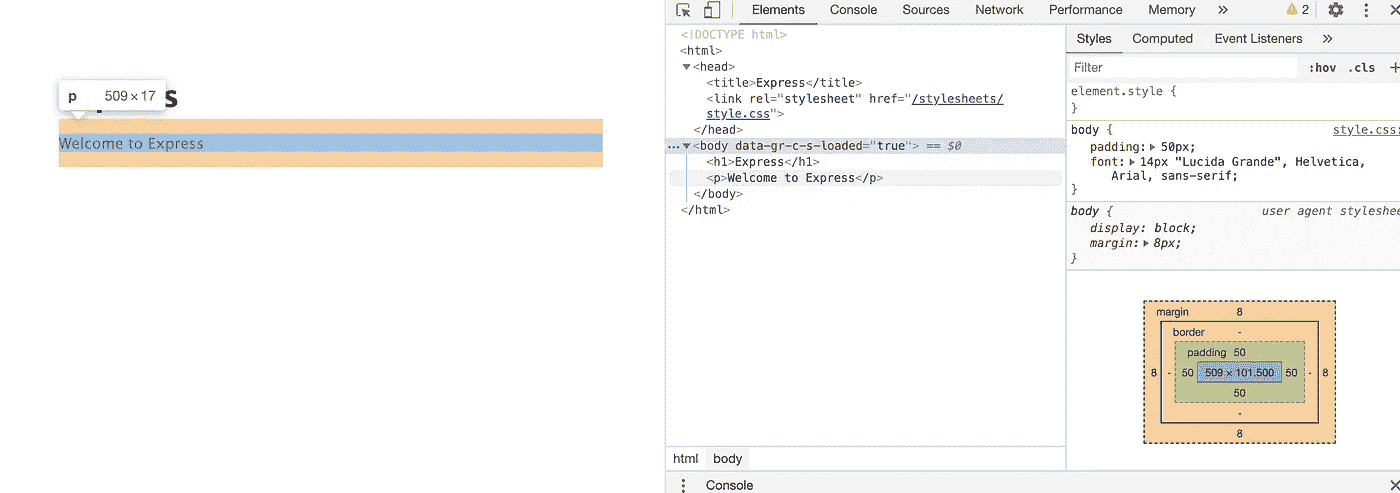 p 509 × 17
s
Welcome to Express
Elements Console Sources Network Performance Memory » 2
<!DOCTYPE html>
<html>
<head>
<title>Express</title>
<link rel="stylesheet" href="/stylesheets/
style.css">
</head>
<body data-gr-c-s-loaded="true"> == $0
<h1>Express</h1>
<p>Welcome to Express</p>
</body>
</html>
html body
Styles Computed Event Listeners »
Filter :hov .cls +
element.style {
}
body { style.css:
padding: 50px;
font: 14px "Lucida Grande", Helvetica,
Arial, sans-serif;
}
body { user agent styleshee
display: block;
margin: 8px;
}
margin 8
border -
padding 50
8 - 50 509 × 101.500 50 - 8
50
-
8
Console